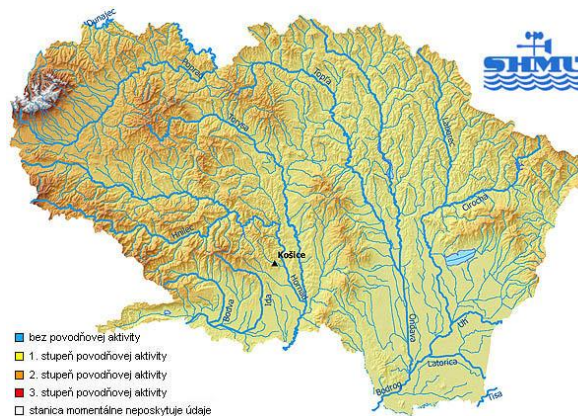 Dunajec
SHMU
Poprad
Topľa
Torysa
Laborec
Cirocha
Hnilec
Košice
Bodva
Ida
Hornád
Ondava
Uh
Latorica
Bodrog
Tisa
bez povodňovej aktivity
1. stupeň povodňovej aktivity
2. stupeň povodňovej aktivity
3. stupeň povodňovej aktivity
stanica momentálne neposkytuje údaje